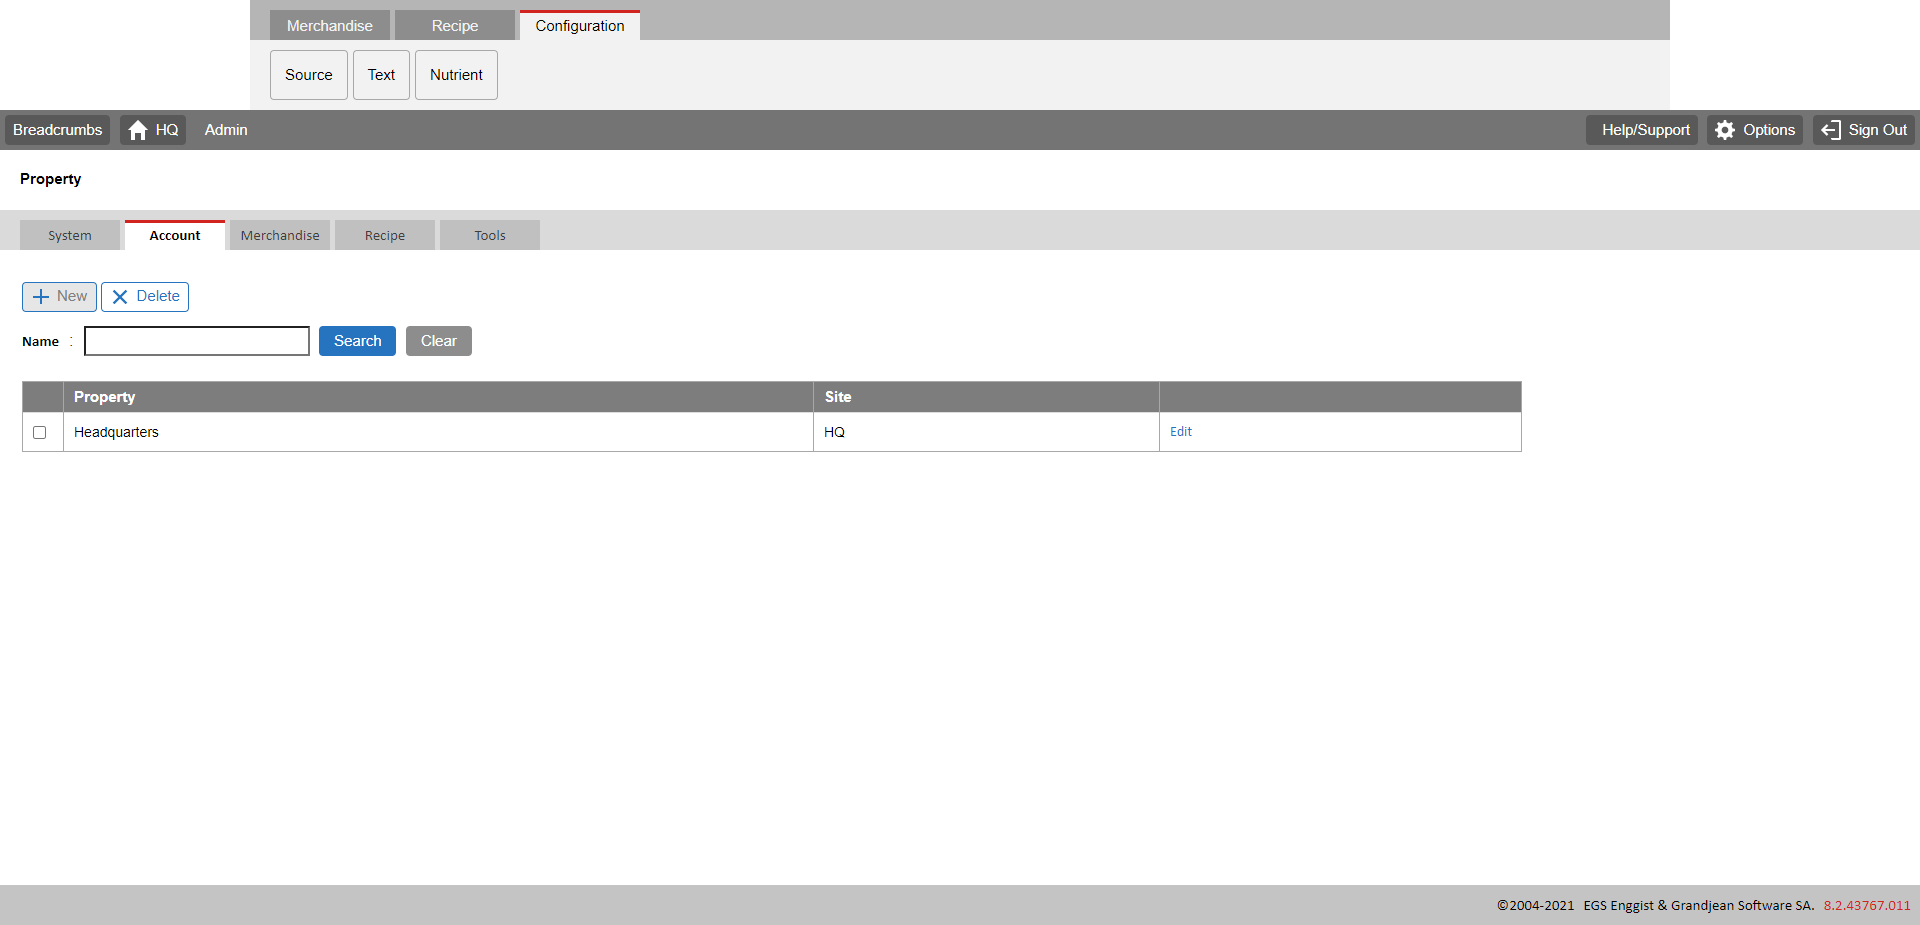 Merchandise Recipe Configuration
Source Text Nutrient
Breadcrumbs HQ Admin Help/Support Options Sign Out
Property
System Account Merchandise Recipe Tools
New Delete
Name : Search Clear
Property Site
Headquarters HQ Edit
©2004-2021 EGS Enggist & Grandjean Software SA. 8.2.43767.011